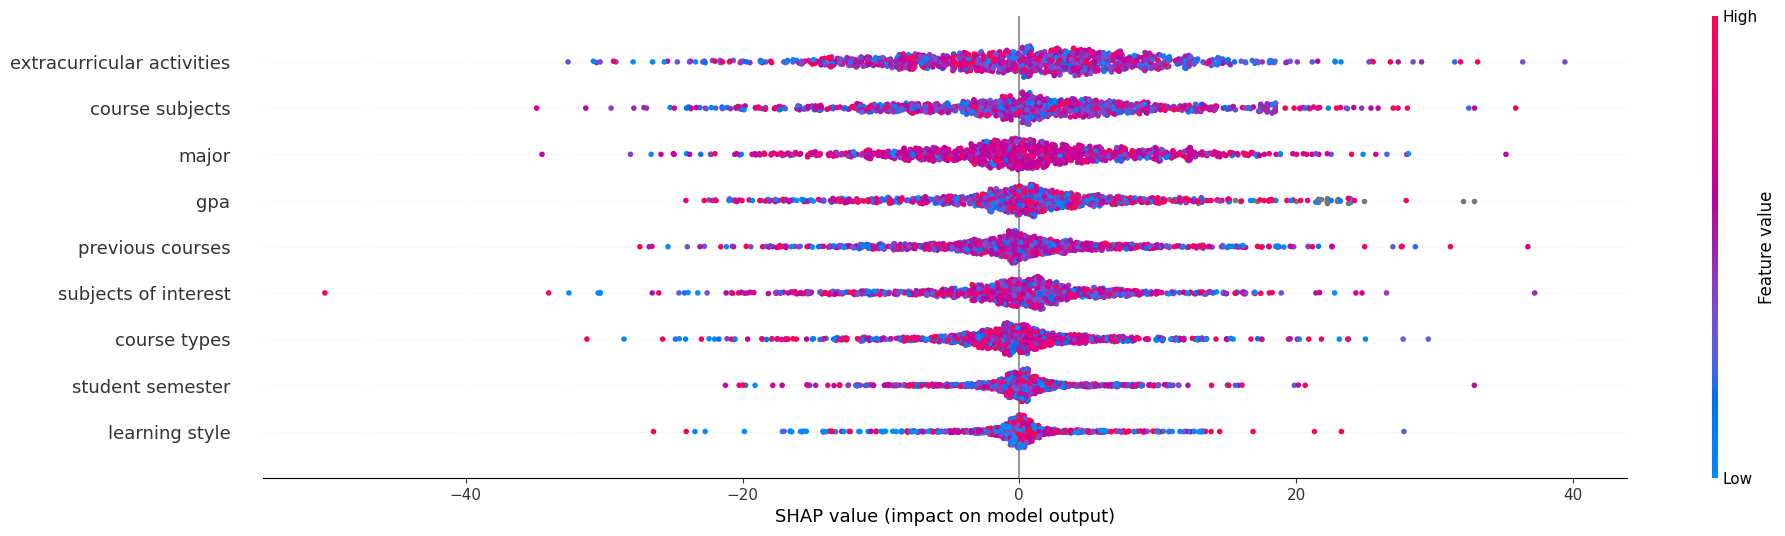 High
extracurricular activities
course subjects
major
gpa
previous courses
subjects of interest
course types
student semester
learning style
Feature value
Low
−40
−20
0
20
40
SHAP value (impact on model output)